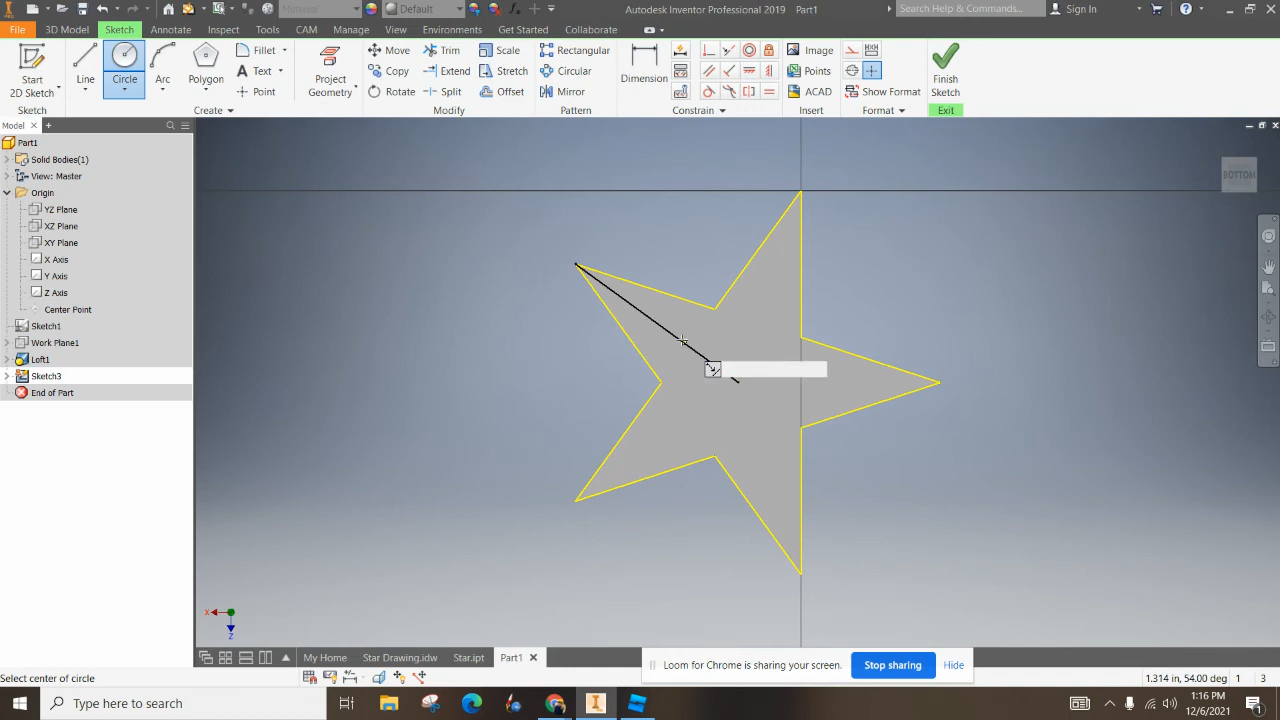 Material
Default
Autodesk Inventor Professional 2019 Part1
Search Help & Commands...
Sign In
File
3D Model
Sketch
Annotate
Inspect
Tools
CAM
Manage
View
Environments
Get Started
Collaborate
Start
2D Sketch
Line
Circle
Arc
Polygon
Fillet
Text
Point
Project
Geometry
Move
Copy
Rotate
Trim
Extend
Split
Scale
Stretch
Offset
Rectangular
Circular
Mirror
Dimension
Image
Points
ACAD
Show Format
Finish
Sketch
Sketch
Create
Modify
Pattern
Constrain
Insert
Format
Exit
Model
Part1
Solid Bodies(1)
View: Master
Origin
YZ Plane
XZ Plane
XY Plane
X Axis
Y Axis
Z Axis
Center Point
Sketch1
Work Plane1
Loft1
Sketch3
End of Part
BOTTOM
X
Z
My Home
Star Drawing.idw
Star.ipt
Part1
Loom for Chrome is sharing your screen.
Stop sharing
Hide
Select center of circle
1.314 in, 54.00 deg
1
3
Type here to search
1:16 PM
12/6/2021